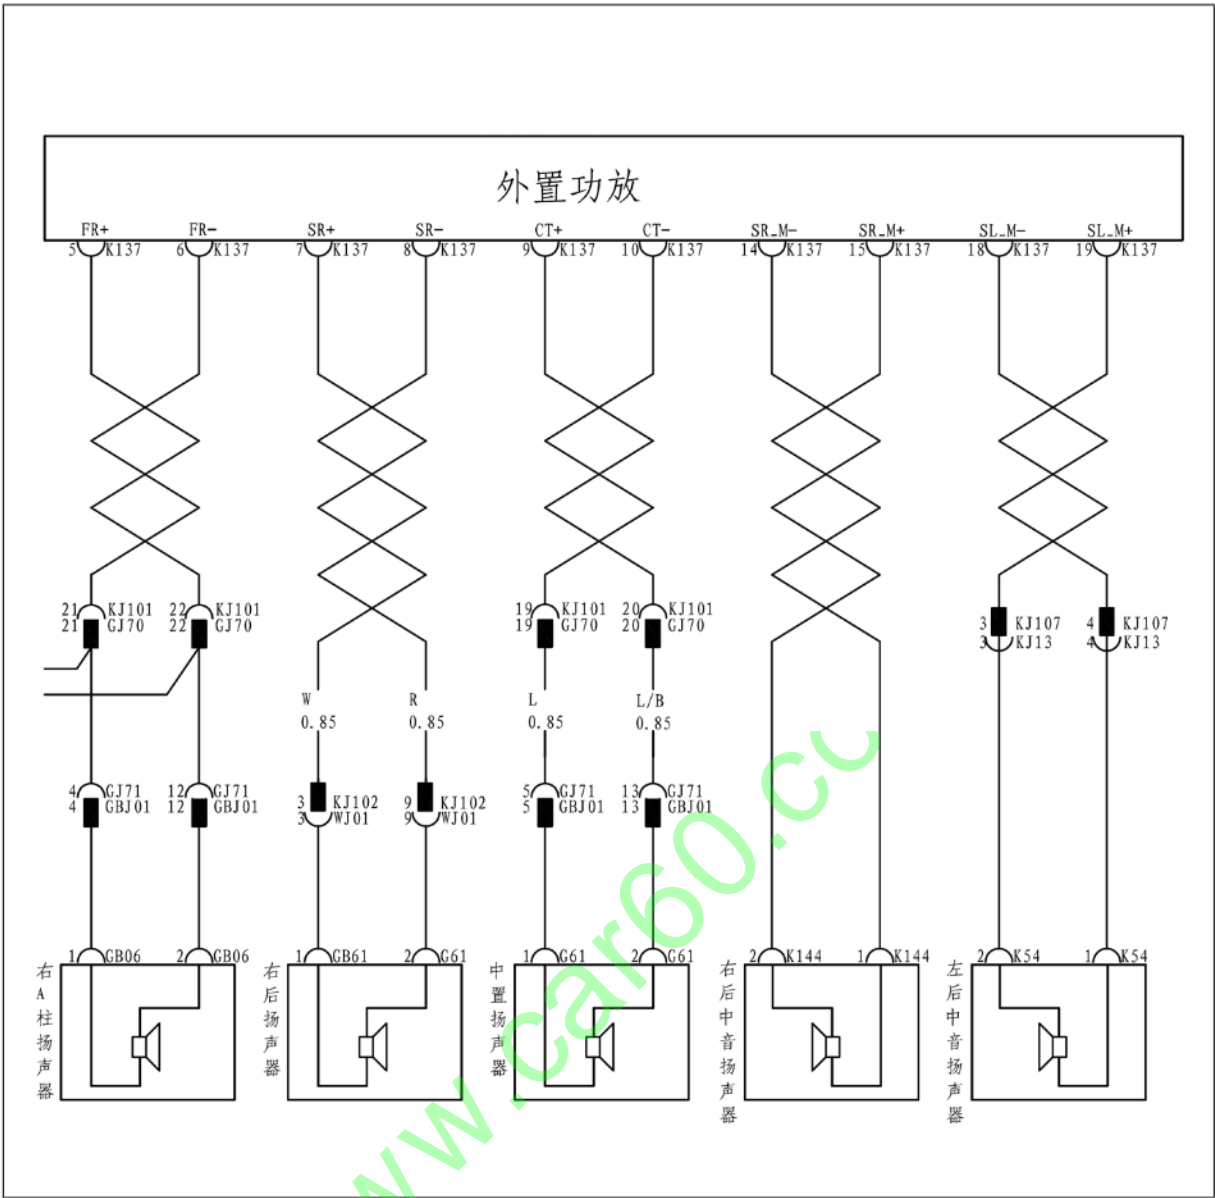 外置功放
FR+ FR- SR+ SR- CT+ CT- SR_M- SR_M+ SL_M- SL_M+
5 K137 6 K137 7 K137 8 K137 9 K137 10 K137 14 K137 15 K137 18 K137 19 K137
21 KJ101 22 KJ101 19 KJ101 20 KJ101
21 GJ70 22 GJ70 19 GJ70 20 GJ70 3 KJ107 4 KJ107
3 KJ13 4 KJ13
W R L L/B
0.85 0.85 0.85 0.85
4 GJ71 12 GJ71 5 GJ71 13 GJ71
4 GBJ01 12 GBJ01 3 KJ102 9 KJ102 5 GBJ01 13 GBJ01
3 WJ01 9 WJ01
1 GB06 2 GB06 1 GB61 2 G61 1 G61 2 G61 2 K144 1 K144 2 K54 1 K54
右A柱扬声器
右后扬声器
中置扬声器
右后中音扬声器
左后中音扬声器
ww.car60.co